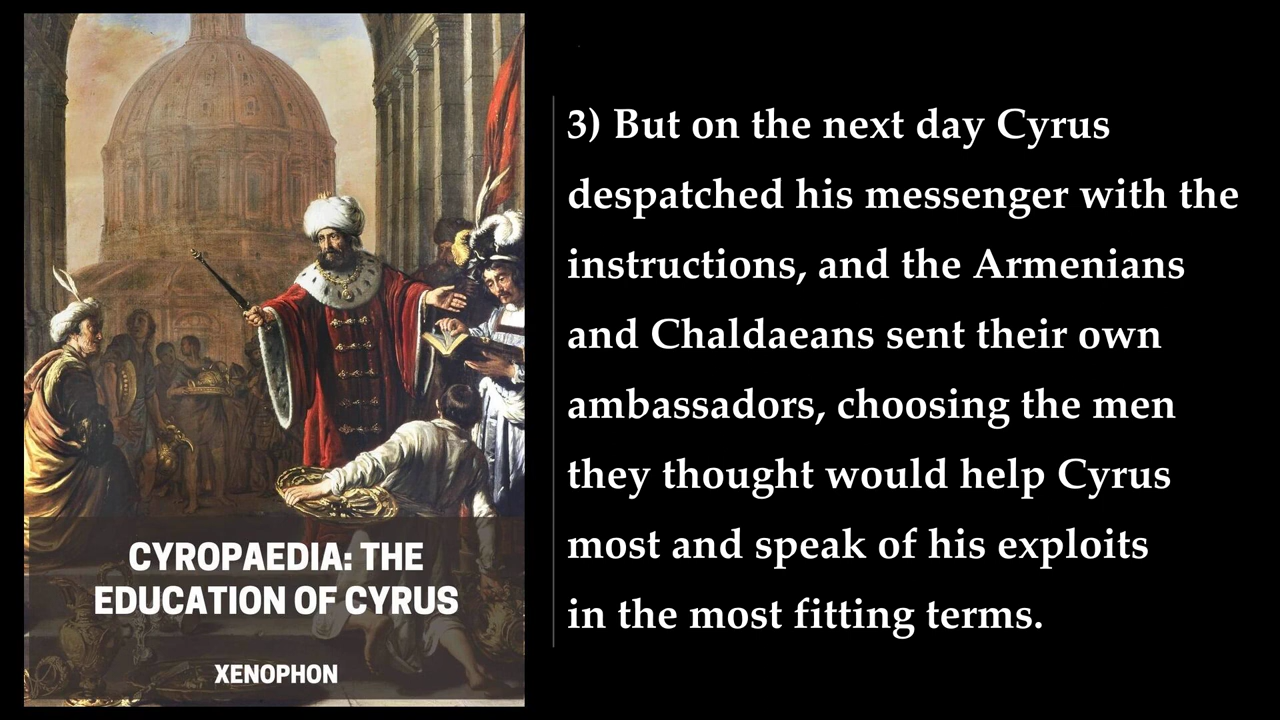 CYROPAEDIA: THE
EDUCATION OF CYRUS
XENOPHON
3) But on the next day Cyrus
despatched his messenger with the
instructions, and the Armenians
and Chaldaeans sent their own
ambassadors, choosing the men
they thought would help Cyrus
most and speak of his exploits
in the most fitting terms.